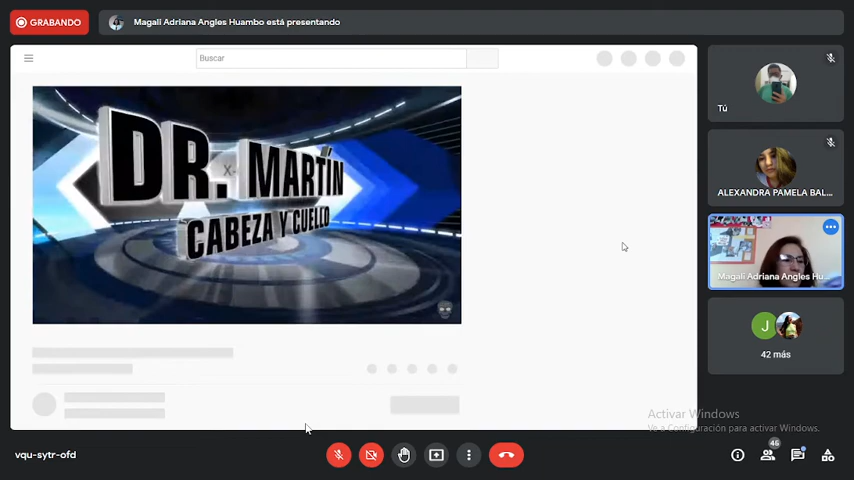 GRABANDO
Magali Adriana Angles Huambo está presentando
Buscar
DR. MARTÍN
CABEZA Y CUELLO
Tú
ALEXANDRA PAMELA BAL...
Magali Adriana Angles Hu...
J
42 más
Activar Windows
Ve a Configuración para activar Windows.
vqu-sytr-ofd
45